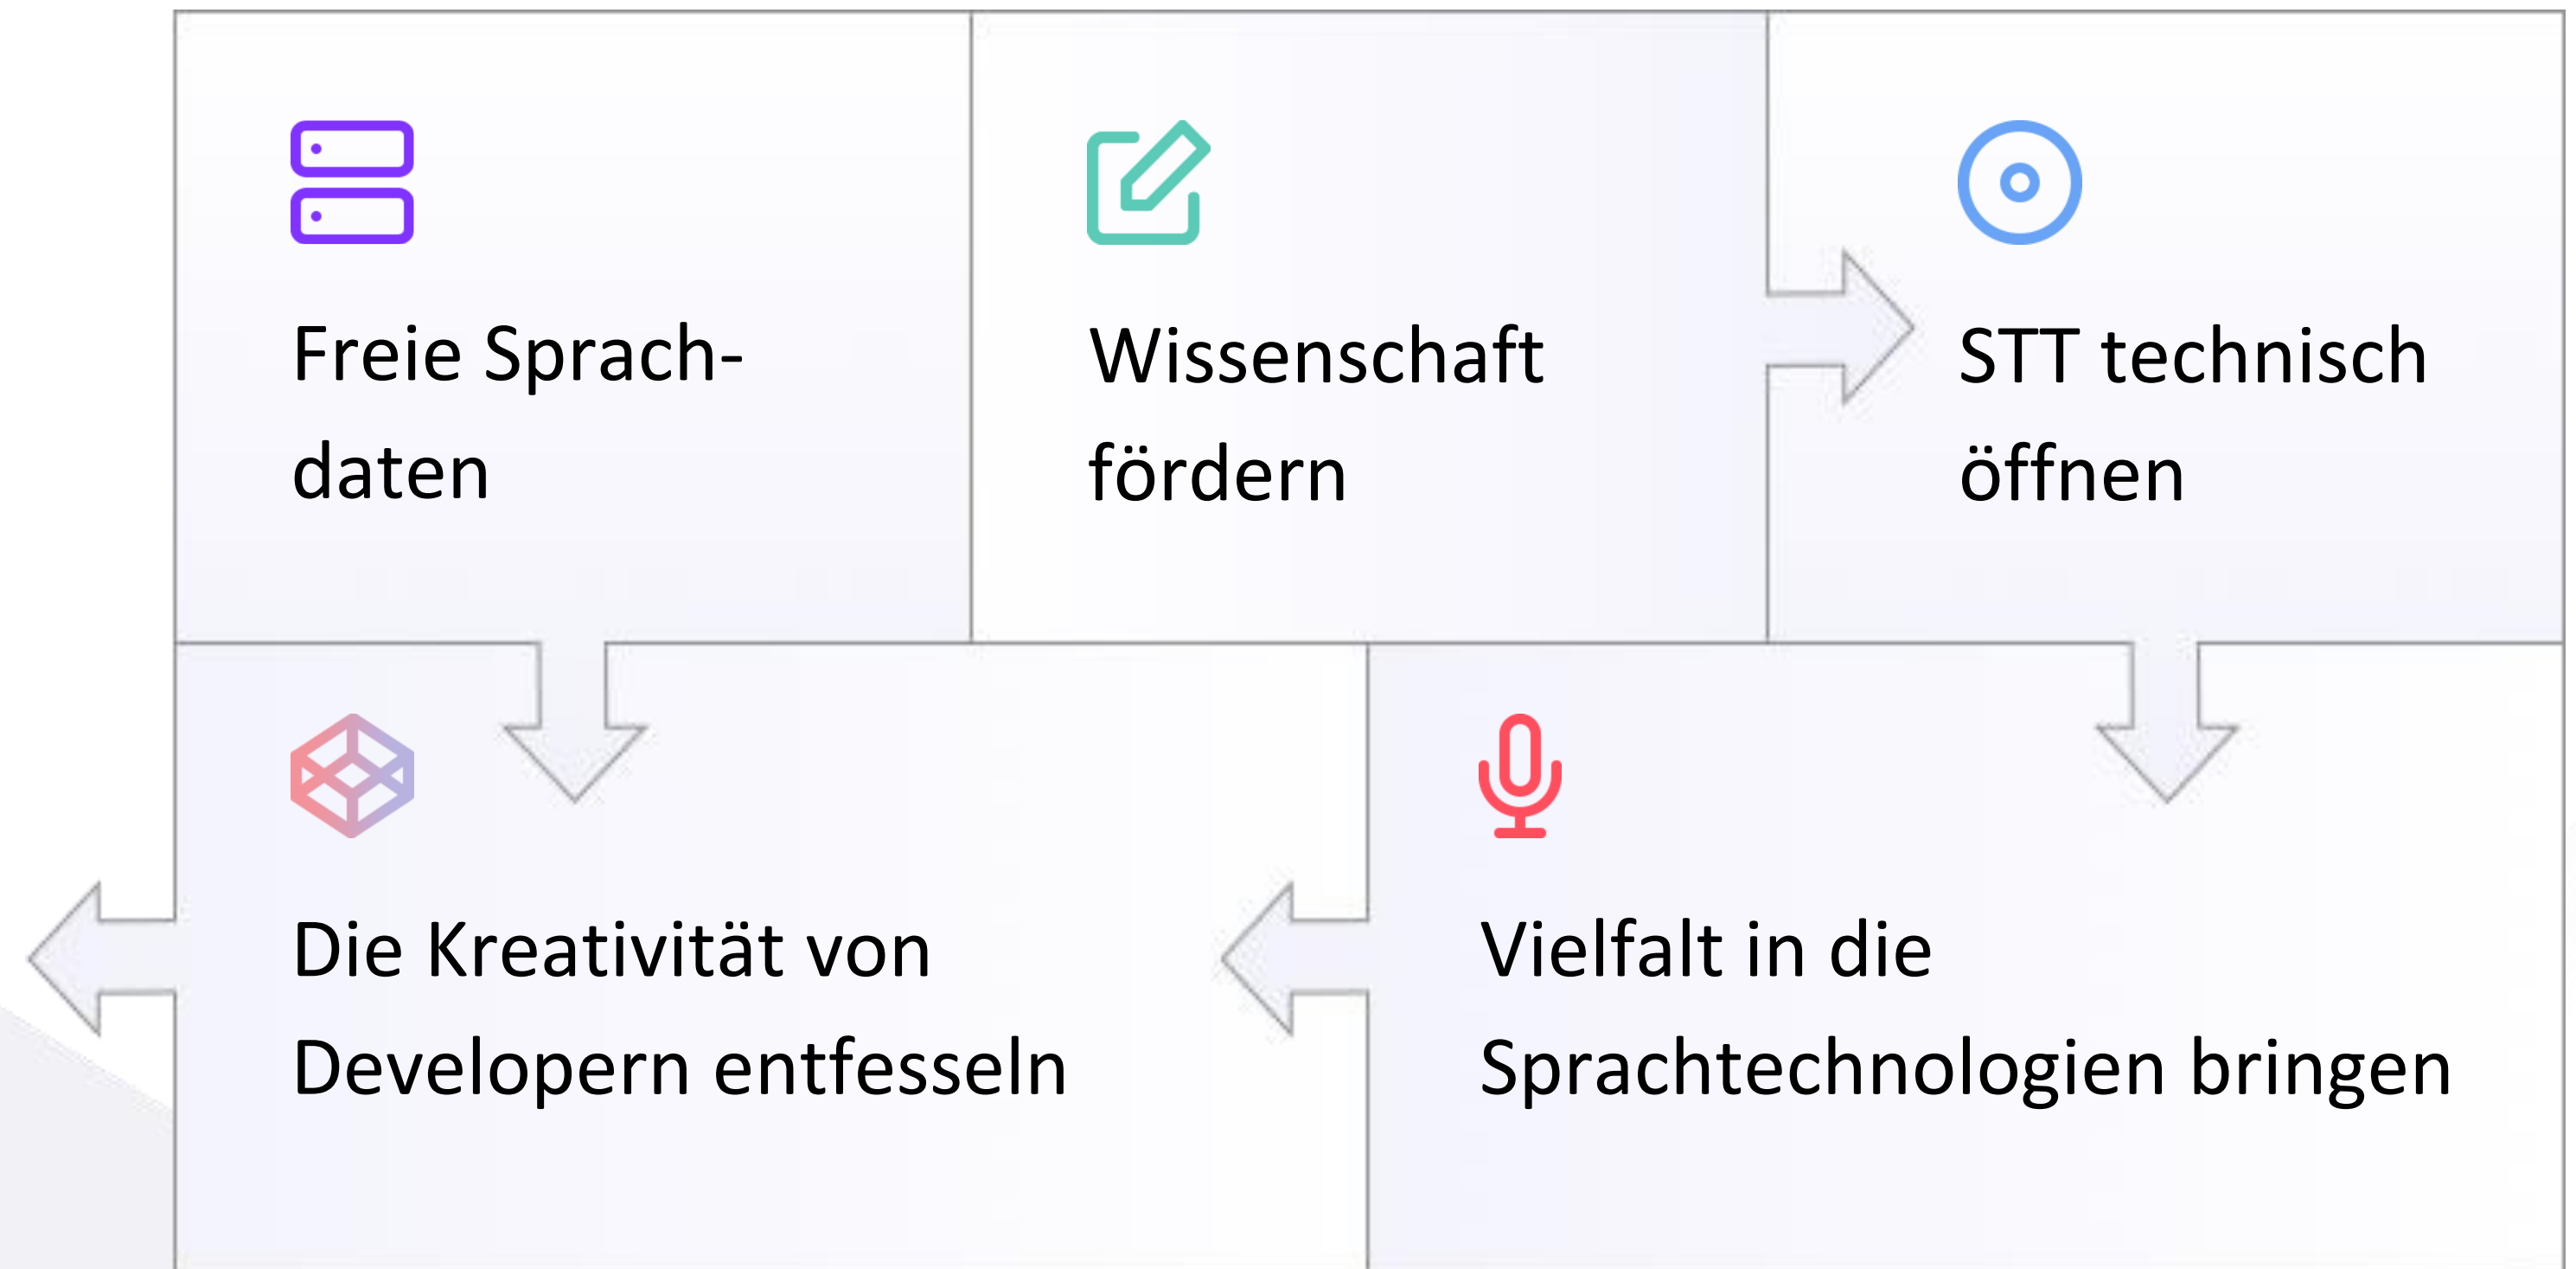 Freie Sprach-
daten
Wissenschaft
fördern
STT technisch
öffnen
Die Kreativität von
Developern entfesseln
Vielfalt in die
Sprachtechnologien bringen